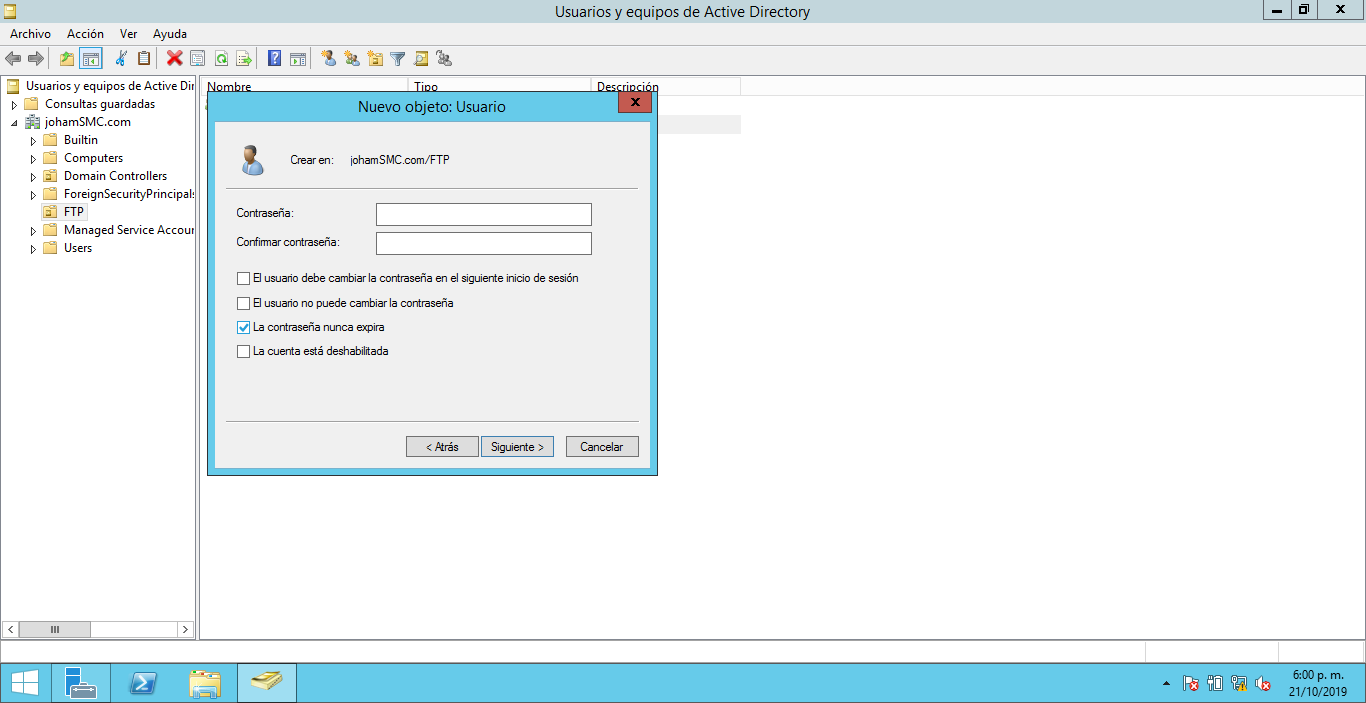 Usuarios y equipos de Active Directory
Archivo Acción Ver Ayuda
Usuarios y equipos de Active Dir
Consultas guardadas
johamSMC.com
Builtin
Computers
Domain Controllers
ForeignSecurityPrincipals
FTP
Managed Service Accour
Users
Nombre Tipo Descripción
Nuevo objeto: Usuario
Crear en: johamSMC.com/FTP
Contraseña:
Confirmar contraseña:
El usuario debe cambiar la contraseña en el siguiente inicio de sesión
El usuario no puede cambiar la contraseña
La contraseña nunca expira
La cuenta está deshabilitada
< Atrás Siguiente > Cancelar
6:00 p. m.
21/10/2019